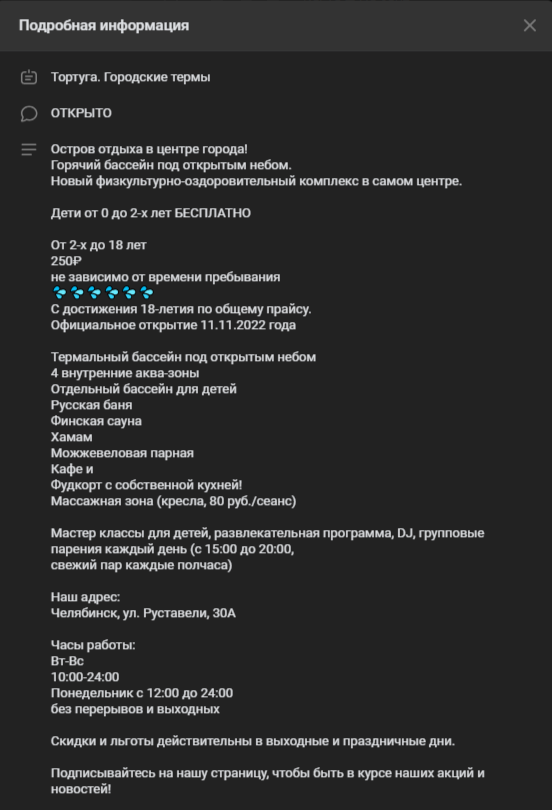 Подробная информация
Тортуга. Городские термы
ОТКРЫТО
Остров отдыха в центре города!
Горячий бассейн под открытым небом.
Новый физкультурно-оздоровительный комплекс в самом центре.
Дети от 0 до 2-х лет БЕСПЛАТНО
От 2-х до 18 лет
250₽
не зависимо от времени пребывания
💦💦💦💦💦💦
С достижения 18-летия по общему прайсу.
Официальное открытие 11.11.2022 года
Термальный бассейн под открытым небом
4 внутренние аква-зоны
Отдельный бассейн для детей
Русская баня
Финская сауна
Хамам
Можжевеловая парная
Кафе и
Фудкорт с собственной кухней!
Массажная зона (кресла, 80 руб./сеанс)
Мастер классы для детей, развлекательная программа, DJ, групповые
парения каждый день (с 15:00 до 20:00,
свежий пар каждые полчаса)
Наш адрес:
Челябинск, ул. Руставели, 30А
Часы работы:
Вт-Вс
10:00-24:00
Понедельник с 12:00 до 24:00
без перерывов и выходных
Скидки и льготы действительны в выходные и праздничные дни.
Подписывайтесь на нашу страницу, чтобы быть в курсе наших акций и
новостей!